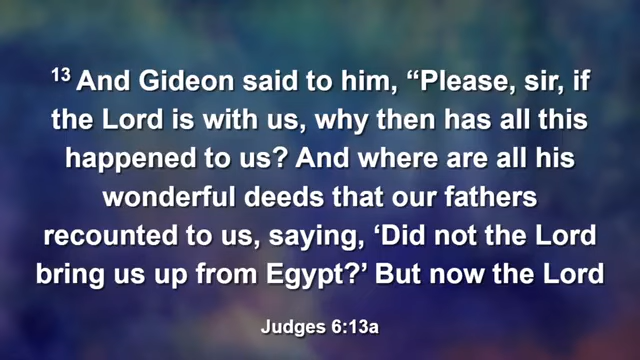 13 And Gideon said to him, “Please, sir, if
the Lord is with us, why then has all this
happened to us? And where are all his
wonderful deeds that our fathers
recounted to us, saying, ‘Did not the Lord
bring us up from Egypt?’ But now the Lord
Judges 6:13a